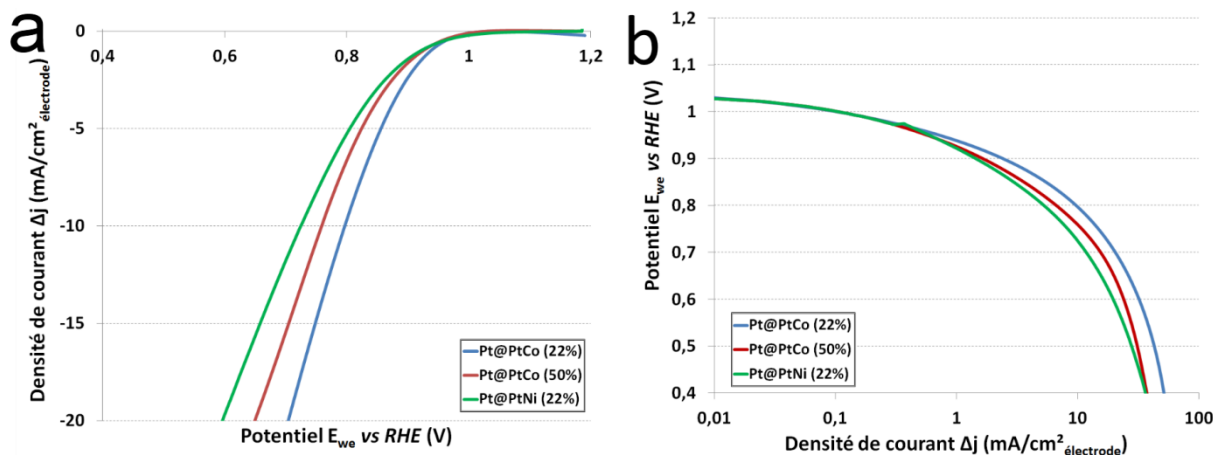 a
0
0,4
0,6
0,8
1
1,2
-5
-10
-15
-20
Densité de courant Δj (mA/cm²électrode)
Potentiel Ewe vs RHE (V)
Pt@PtCo (22%)
Pt@PtCo (50%)
Pt@PtNi (22%)
b
1,2
1,1
1
0,9
0,8
0,7
0,6
0,5
0,4
0,01
0,1
1
10
100
Potentiel Ewe vs RHE (V)
Densité de courant Δj (mA/cm²électrode)
Pt@PtCo (22%)
Pt@PtCo (50%)
Pt@PtNi (22%)